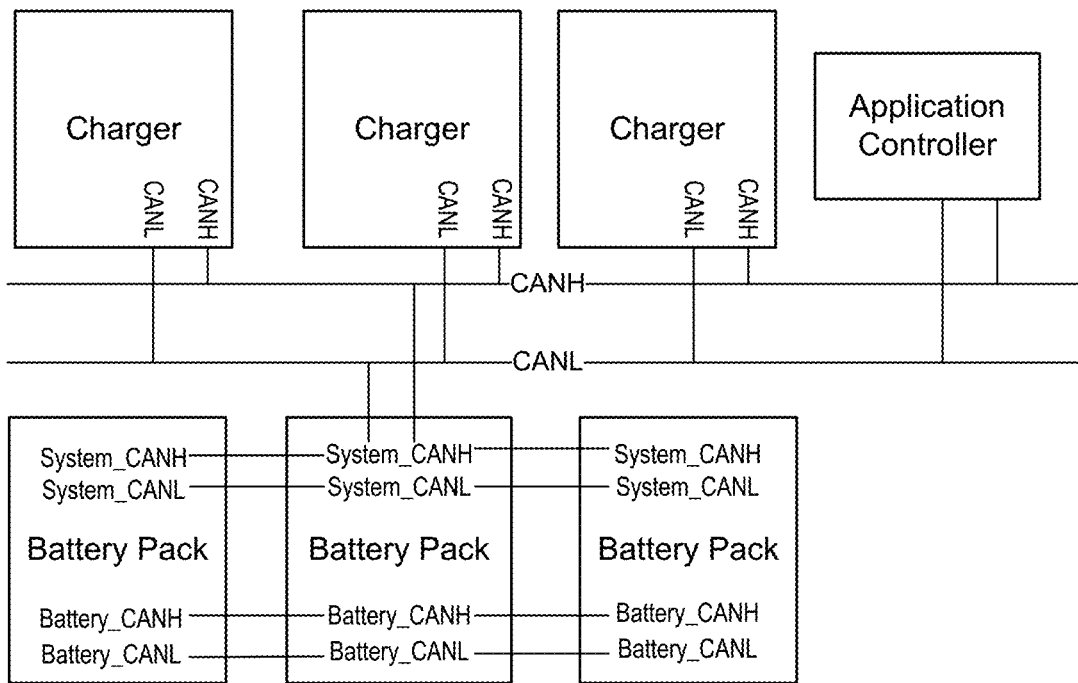 Charger
CANL
CANH
Charger
CANL
CANH
Charger
CANL
CANH
Application
Controller
CANH
CANL
System_CANH
System_CANL
Battery Pack
Battery_CANH
Battery_CANL
System_CANH
System_CANL
Battery Pack
Battery_CANH
Battery_CANL
System_CANH
System_CANL
Battery Pack
Battery_CANH
Battery_CANL